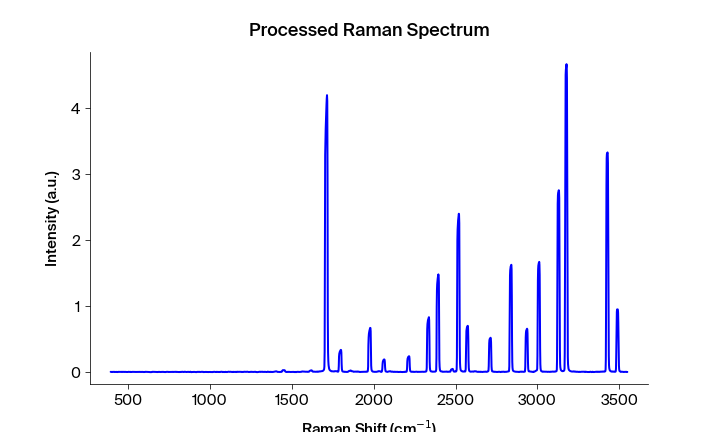 Processed Raman Spectrum
4
3
2
1
0
Intensity (a.u.)
500 1000 1500 2000 2500 3000 3500
Raman Shift (cm⁻¹)